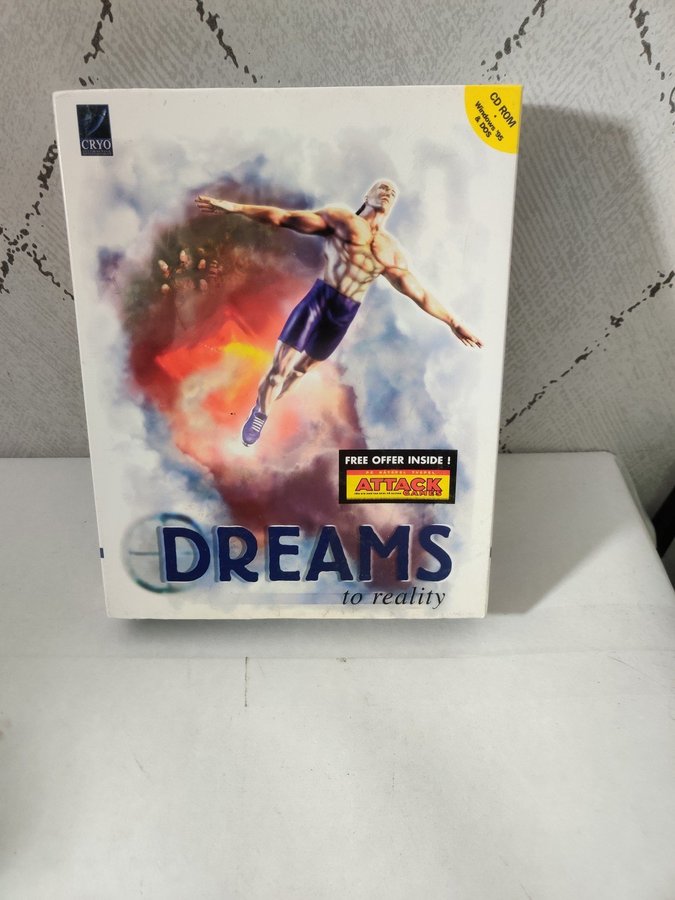 CRYO
CD ROM
•
Windows '95
& DOS
FREE OFFER INSIDE !
ATTACK
GAMES
DREAMS
to reality